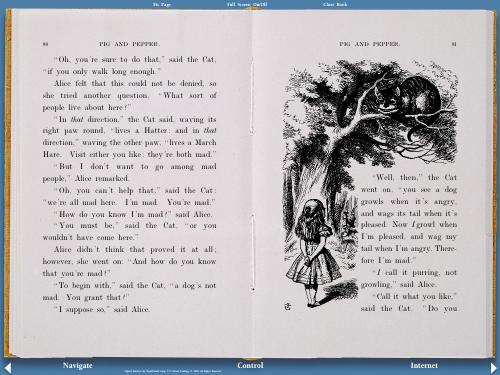 Str Page
Full Screen On/Off
Close Book
80
PIG AND PEPPER.
"Oh, you're sure to do that," said the Cat,
"if you only walk long enough."
Alice felt that this could not be denied, so
she tried another question. "What sort of
people live about here?"
"In that direction," the Cat said, waving its
right paw round, "lives a Hatter: and in that
direction," waving the other paw, "lives a March
Hare. Visit either you like: they're both mad."
"But I don't want to go among mad
people," Alice remarked.
"Oh, you can't help that," said the Cat:
"we're all mad here. I'm mad. You're mad."
"How do you know I'm mad?" said Alice.
"You must be," said the Cat, "or you
wouldn't have come here."
Alice didn't think that proved it at all;
however, she went on: "And how do you know
that you're mad?"
"To begin with," said the Cat, "a dog's not
mad. You grant that?"
"I suppose so," said Alice.
PIG AND PEPPER.
81
"Well, then," the Cat
went on, "you see a dog
growls when it's angry,
and wags its tail when it's
pleased. Now I growl when
I'm pleased, and wag my
tail when I'm angry. There-
fore I'm mad."
"I call it purring, not
growling," said Alice.
"Call it what you like,"
said the Cat. "Do you
Navigate
Control
Internet